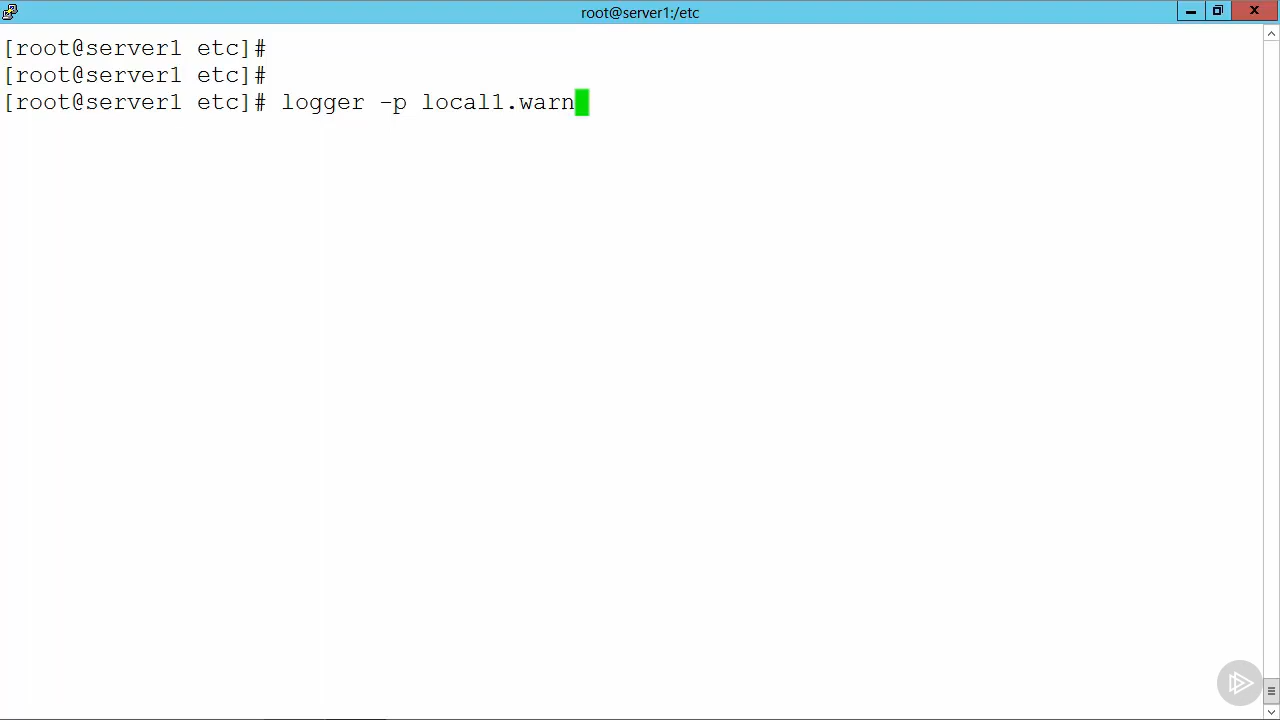 root@server1:/etc
[root@server1 etc]#
[root@server1 etc]#
[root@server1 etc]# logger -p local1.warn